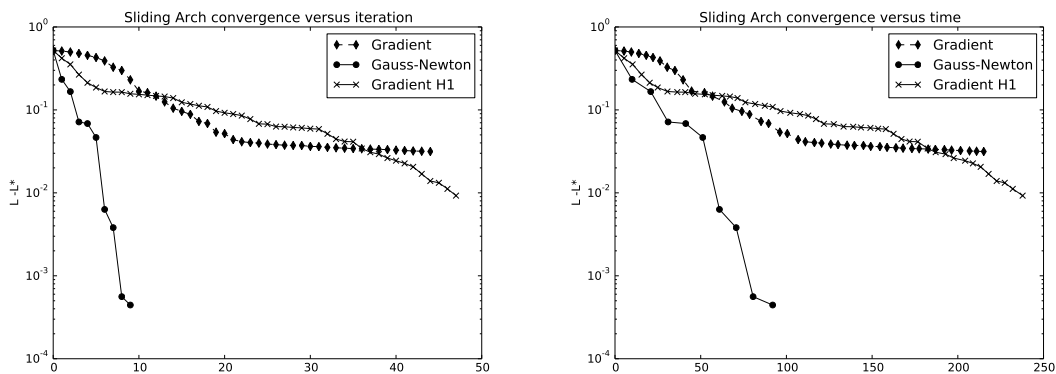 Sliding Arch convergence versus iteration
10^0
10^-1
10^-2
10^-3
10^-4
L -L*
Gradient
Gauss-Newton
Gradient H1
0 10 20 30 40 50
Sliding Arch convergence versus time
10^0
10^-1
10^-2
10^-3
10^-4
L -L*
Gradient
Gauss-Newton
Gradient H1
0 50 100 150 200 250